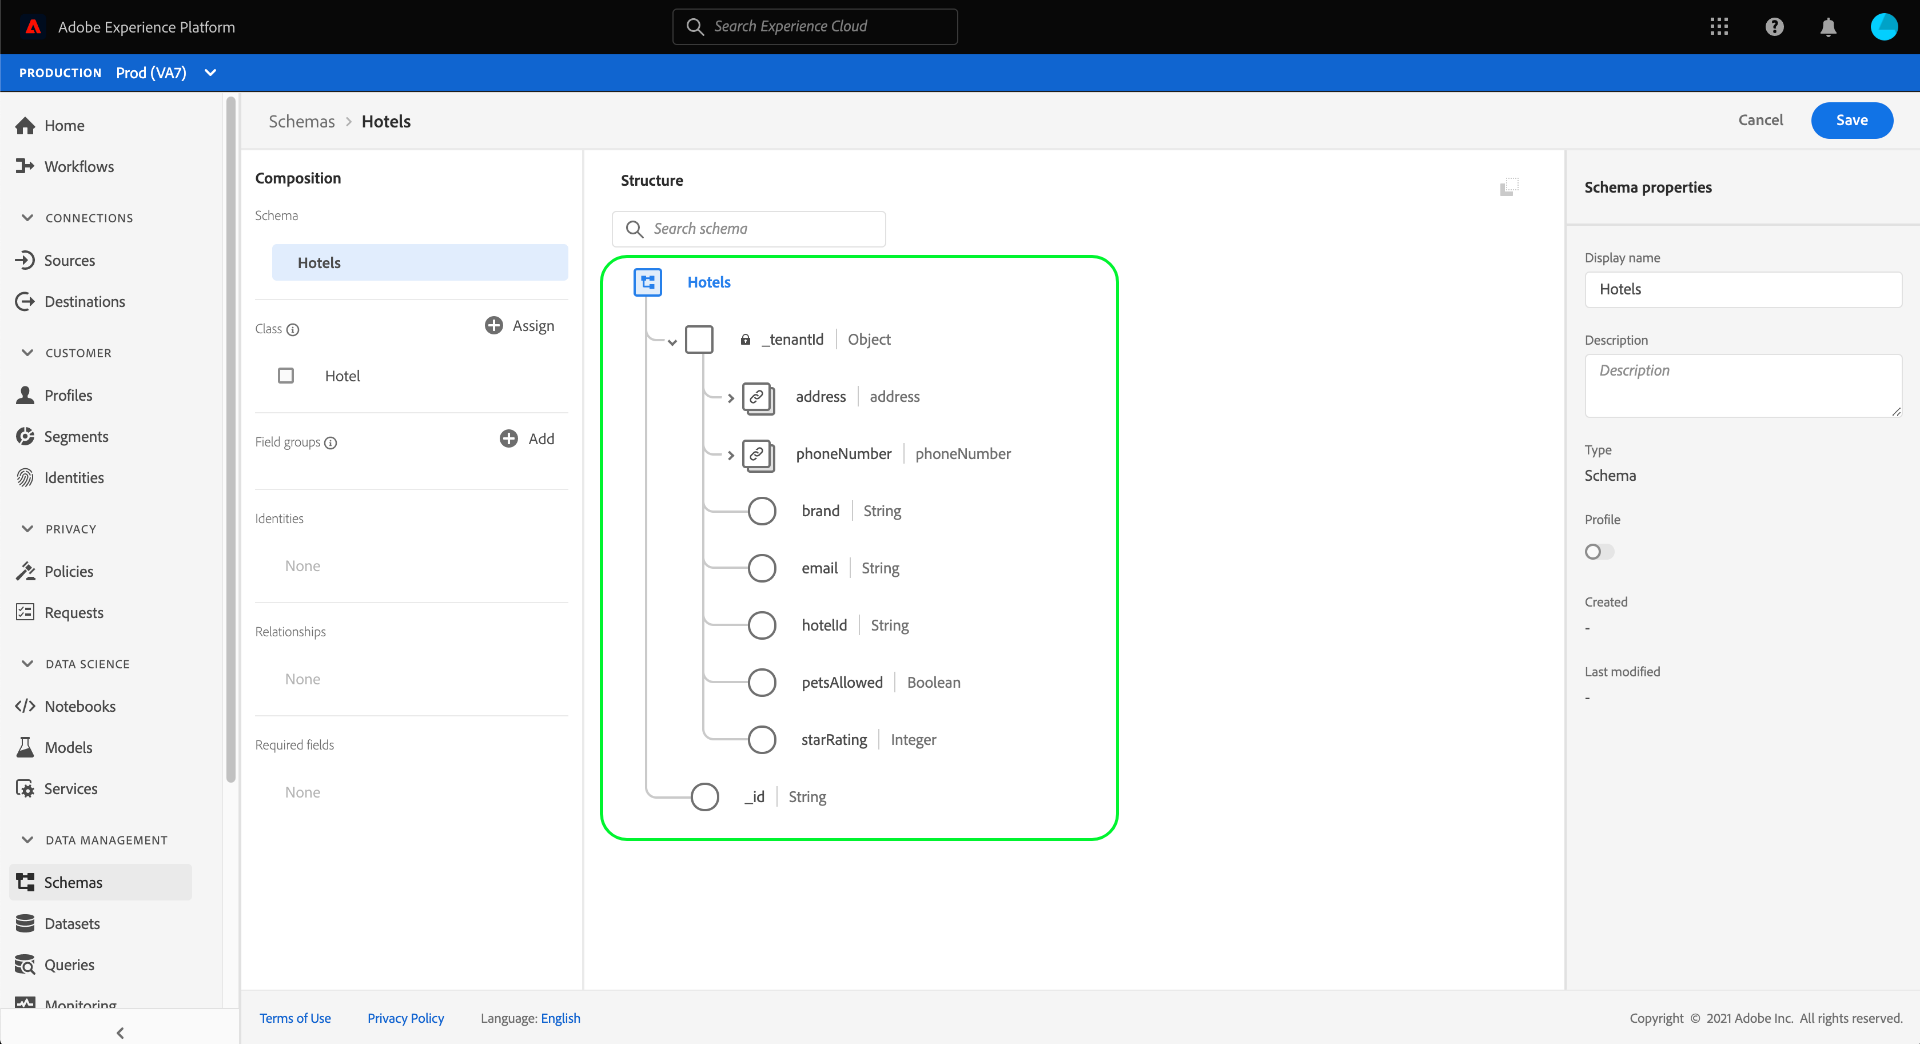 Adobe Experience Platform
Search Experience Cloud
PRODUCTION Prod (VA7)
Home
Workflows
CONNECTIONS
Sources
Destinations
CUSTOMER
Profiles
Segments
Identities
PRIVACY
Policies
Requests
DATA SCIENCE
Notebooks
Models
Services
DATA MANAGEMENT
Schemas
Datasets
Queries
Monitoring
Schemas > Hotels
Cancel
Save
Composition
Schema
Hotels
Class
Assign
Hotel
Field groups
Add
Identities
None
Relationships
None
Required fields
None
Structure
Search schema
Hotels
_tenantId | Object
address | address
phoneNumber | phoneNumber
brand | String
email | String
hotelId | String
petsAllowed | Boolean
starRating | Integer
_id | String
Schema properties
Display name
Hotels
Description
Description
Type
Schema
Profile
Created
-
Last modified
-
Terms of Use Privacy Policy Language: English
Copyright © 2021 Adobe Inc. All rights reserved.